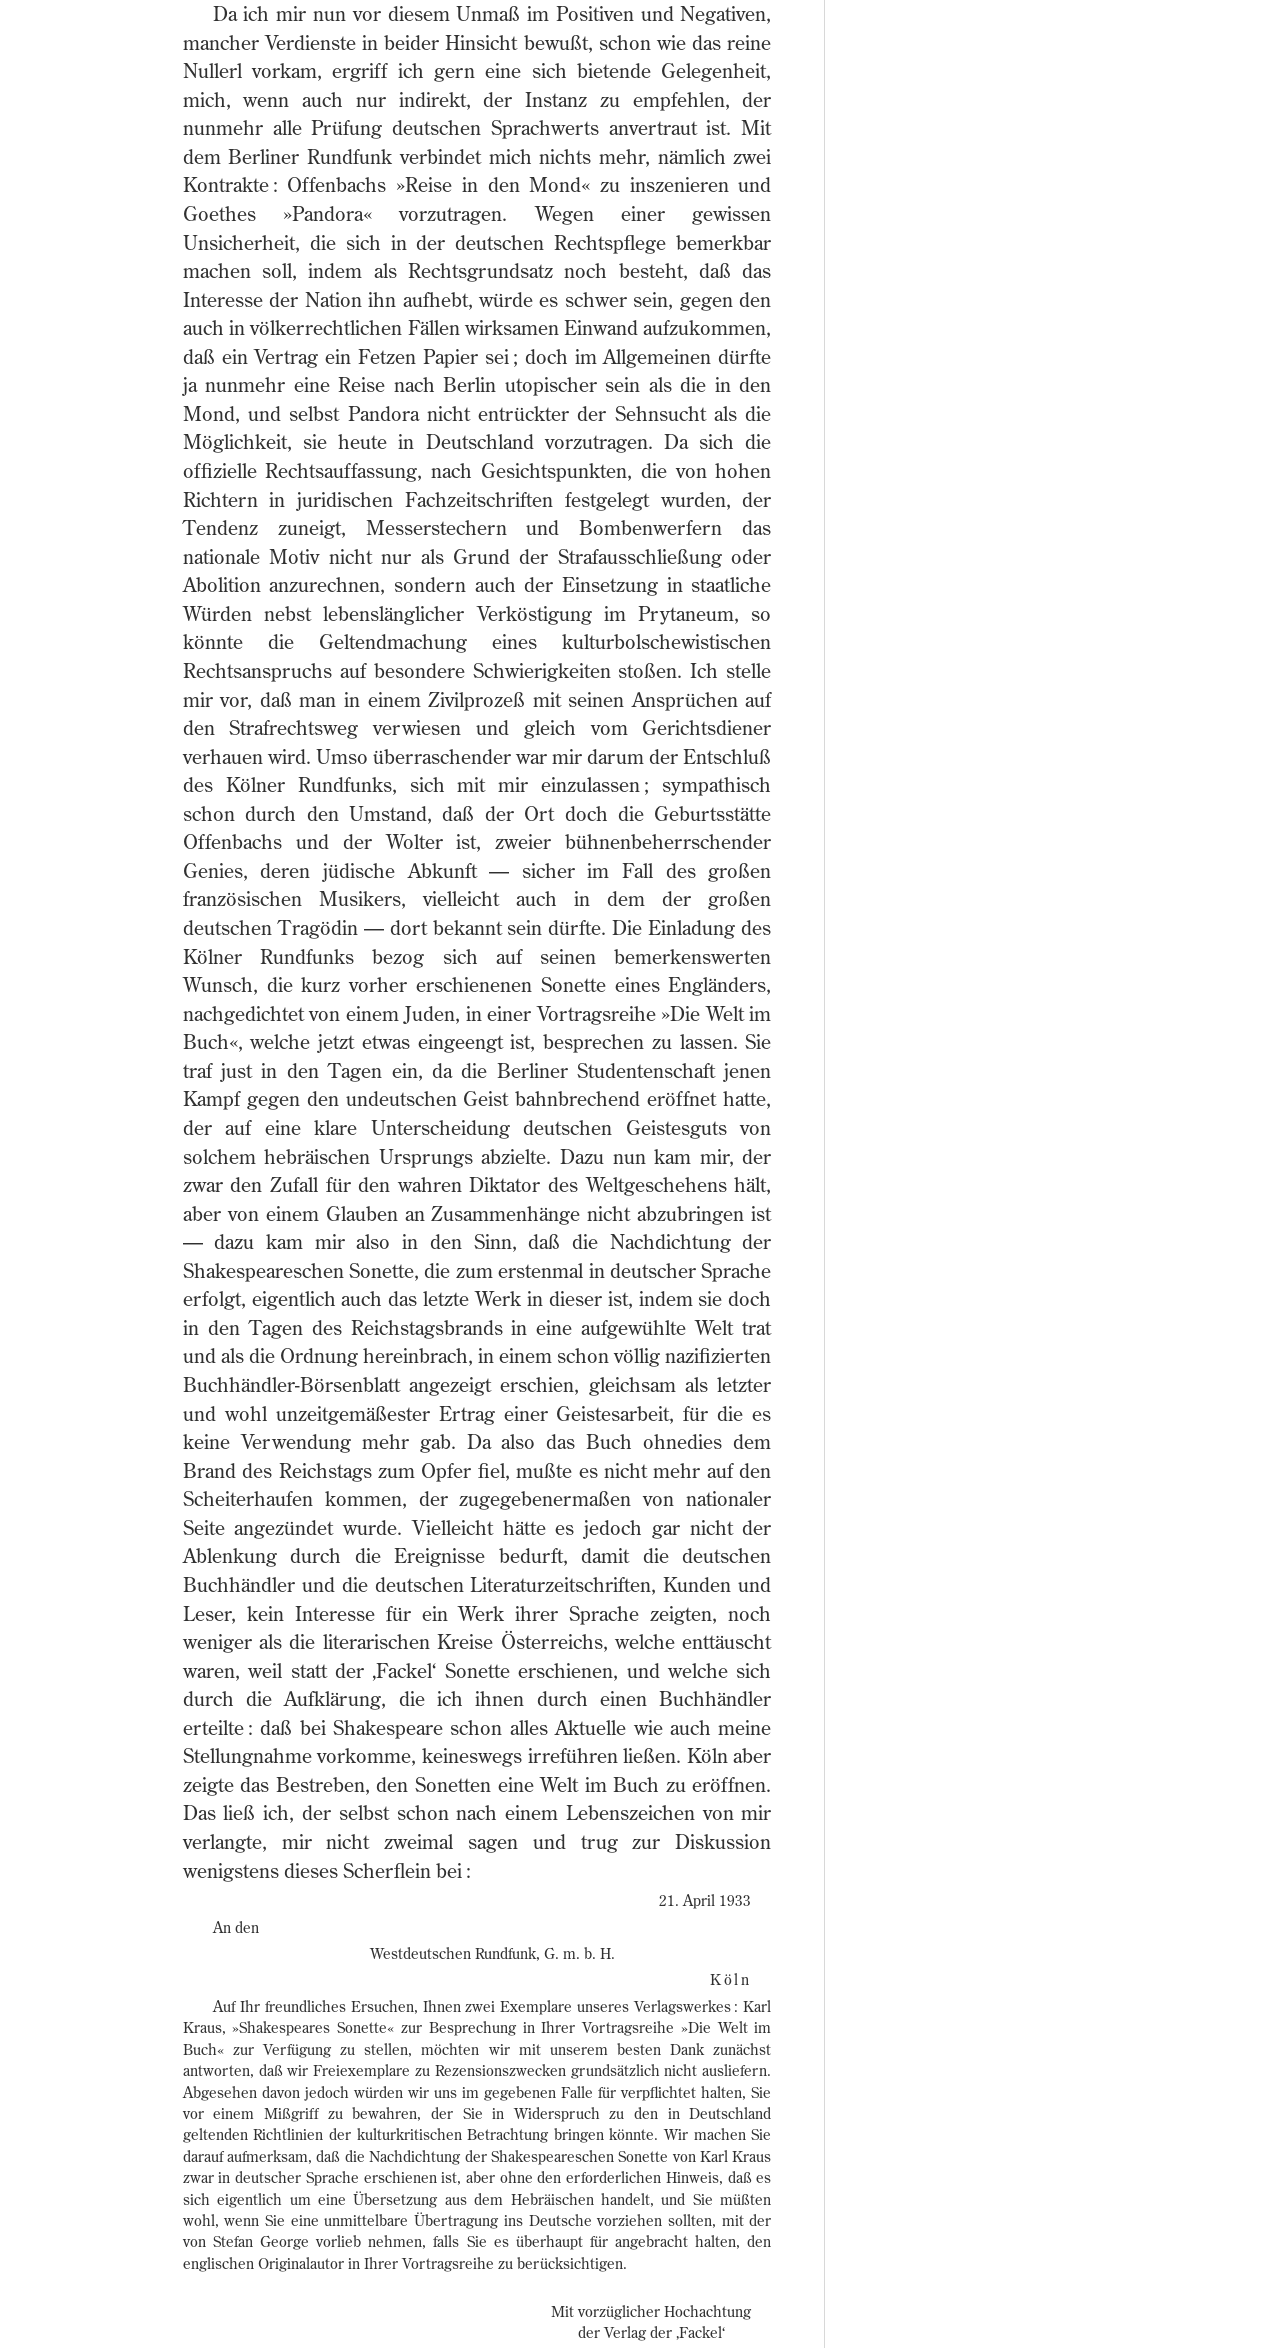 Da ich mir nun vor diesem Unmaß im Positiven und Negativen,
mancher Verdienste in beider Hinsicht bewußt, schon wie das reine
Nullerl vorkam, ergriff ich gern eine sich bietende Gelegenheit,
mich, wenn auch nur indirekt, der Instanz zu empfehlen, der
nunmehr alle Prüfung deutschen Sprachwerts anvertraut ist. Mit
dem Berliner Rundfunk verbindet mich nichts mehr, nämlich zwei
Kontrakte : Offenbachs »Reise in den Mond« zu inszenieren und
Goethes »Pandora« vorzutragen. Wegen einer gewissen
Unsicherheit, die sich in der deutschen Rechtspflege bemerkbar
machen soll, indem als Rechtsgrundsatz noch besteht, daß das
Interesse der Nation ihn aufhebt, würde es schwer sein, gegen den
auch in völkerrechtlichen Fällen wirksamen Einwand aufzukommen,
daß ein Vertrag ein Fetzen Papier sei ; doch im Allgemeinen dürfte
ja nunmehr eine Reise nach Berlin utopischer sein als die in den
Mond, und selbst Pandora nicht entrückter der Sehnsucht als die
Möglichkeit, sie heute in Deutschland vorzutragen. Da sich die
offizielle Rechtsauffassung, nach Gesichtspunkten, die von hohen
Richtern in juridischen Fachzeitschriften festgelegt wurden, der
Tendenz zuneigt, Messerstechern und Bombenwerfern das
nationale Motiv nicht nur als Grund der Strafausschließung oder
Abolition anzurechnen, sondern auch der Einsetzung in staatliche
Würden nebst lebenslänglicher Verköstigung im Prytaneum, so
könnte die Geltendmachung eines kulturbolschewistischen
Rechtsanspruchs auf besondere Schwierigkeiten stoßen. Ich stelle
mir vor, daß man in einem Zivilprozeß mit seinen Ansprüchen auf
den Strafrechtsweg verwiesen und gleich vom Gerichtsdiener
verhauen wird. Umso überraschender war mir darum der Entschluß
des Kölner Rundfunks, sich mit mir einzulassen ; sympathisch
schon durch den Umstand, daß der Ort doch die Geburtsstätte
Offenbachs und der Wolter ist, zweier bühnenbeherrschender
Genies, deren jüdische Abkunft — sicher im Fall des großen
französischen Musikers, vielleicht auch in dem der großen
deutschen Tragödin — dort bekannt sein dürfte. Die Einladung des
Kölner Rundfunks bezog sich auf seinen bemerkenswerten
Wunsch, die kurz vorher erschienenen Sonette eines Engländers,
nachgedichtet von einem Juden, in einer Vortragsreihe »Die Welt im
Buch«, welche jetzt etwas eingeengt ist, besprechen zu lassen. Sie
traf just in den Tagen ein, da die Berliner Studentenschaft jenen
Kampf gegen den undeutschen Geist bahnbrechend eröffnet hatte,
der auf eine klare Unterscheidung deutschen Geistesguts von
solchem hebräischen Ursprungs abzielte. Dazu nun kam mir, der
zwar den Zufall für den wahren Diktator des Weltgeschehens hält,
aber von einem Glauben an Zusammenhänge nicht abzubringen ist
— dazu kam mir also in den Sinn, daß die Nachdichtung der
Shakespeareschen Sonette, die zum erstenmal in deutscher Sprache
erfolgt, eigentlich auch das letzte Werk in dieser ist, indem sie doch
in den Tagen des Reichstagsbrands in eine aufgewühlte Welt trat
und als die Ordnung hereinbrach, in einem schon völlig nazifizierten
Buchhändler-Börsenblatt angezeigt erschien, gleichsam als letzter
und wohl unzeitgemäßester Ertrag einer Geistesarbeit, für die es
keine Verwendung mehr gab. Da also das Buch ohnedies dem
Brand des Reichstags zum Opfer fiel, mußte es nicht mehr auf den
Scheiterhaufen kommen, der zugegebenermaßen von nationaler
Seite angezündet wurde. Vielleicht hätte es jedoch gar nicht der
Ablenkung durch die Ereignisse bedurft, damit die deutschen
Buchhändler und die deutschen Literaturzeitschriften, Kunden und
Leser, kein Interesse für ein Werk ihrer Sprache zeigten, noch
weniger als die literarischen Kreise Österreichs, welche enttäuscht
waren, weil statt der ‚Fackel‘ Sonette erschienen, und welche sich
durch die Aufklärung, die ich ihnen durch einen Buchhändler
erteilte : daß bei Shakespeare schon alles Aktuelle wie auch meine
Stellungnahme vorkomme, keineswegs irreführen ließen. Köln aber
zeigte das Bestreben, den Sonetten eine Welt im Buch zu eröffnen.
Das ließ ich, der selbst schon nach einem Lebenszeichen von mir
verlangte, mir nicht zweimal sagen und trug zur Diskussion
wenigstens dieses Scherflein bei :
21. April 1933
An den
Westdeutschen Rundfunk, G. m. b. H.
Köln
Auf Ihr freundliches Ersuchen, Ihnen zwei Exemplare unseres Verlagswerkes : Karl
Kraus, »Shakespeares Sonette« zur Besprechung in Ihrer Vortragsreihe »Die Welt im
Buch« zur Verfügung zu stellen, möchten wir mit unserem besten Dank zunächst
antworten, daß wir Freiexemplare zu Rezensionszwecken grundsätzlich nicht ausliefern.
Abgesehen davon jedoch würden wir uns im gegebenen Falle für verpflichtet halten, Sie
vor einem Mißgriff zu bewahren, der Sie in Widerspruch zu den in Deutschland
geltenden Richtlinien der kulturkritischen Betrachtung bringen könnte. Wir machen Sie
darauf aufmerksam, daß die Nachdichtung der Shakespeareschen Sonette von Karl Kraus
zwar in deutscher Sprache erschienen ist, aber ohne den erforderlichen Hinweis, daß es
sich eigentlich um eine Übersetzung aus dem Hebräischen handelt, und Sie müßten
wohl, wenn Sie eine unmittelbare Übertragung ins Deutsche vorziehen sollten, mit der
von Stefan George vorlieb nehmen, falls Sie es überhaupt für angebracht halten, den
englischen Originalautor in Ihrer Vortragsreihe zu berücksichtigen.
Mit vorzüglicher Hochachtung
der Verlag der ‚Fackel‘